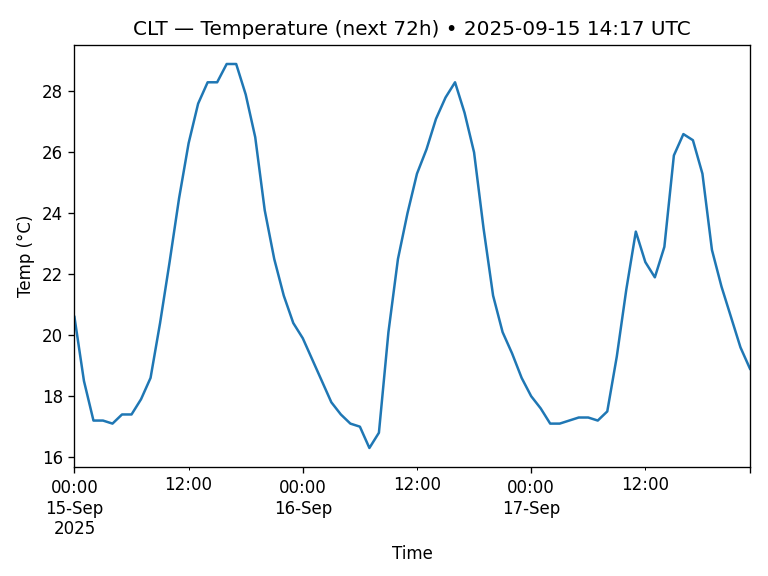 CLT — Temperature (next 72h) • 2025-09-15 14:17 UTC
Temp (°C)
28
26
24
22
20
18
16
00:00 12:00 00:00 12:00 00:00 12:00
15-Sep 16-Sep 17-Sep
2025
Time